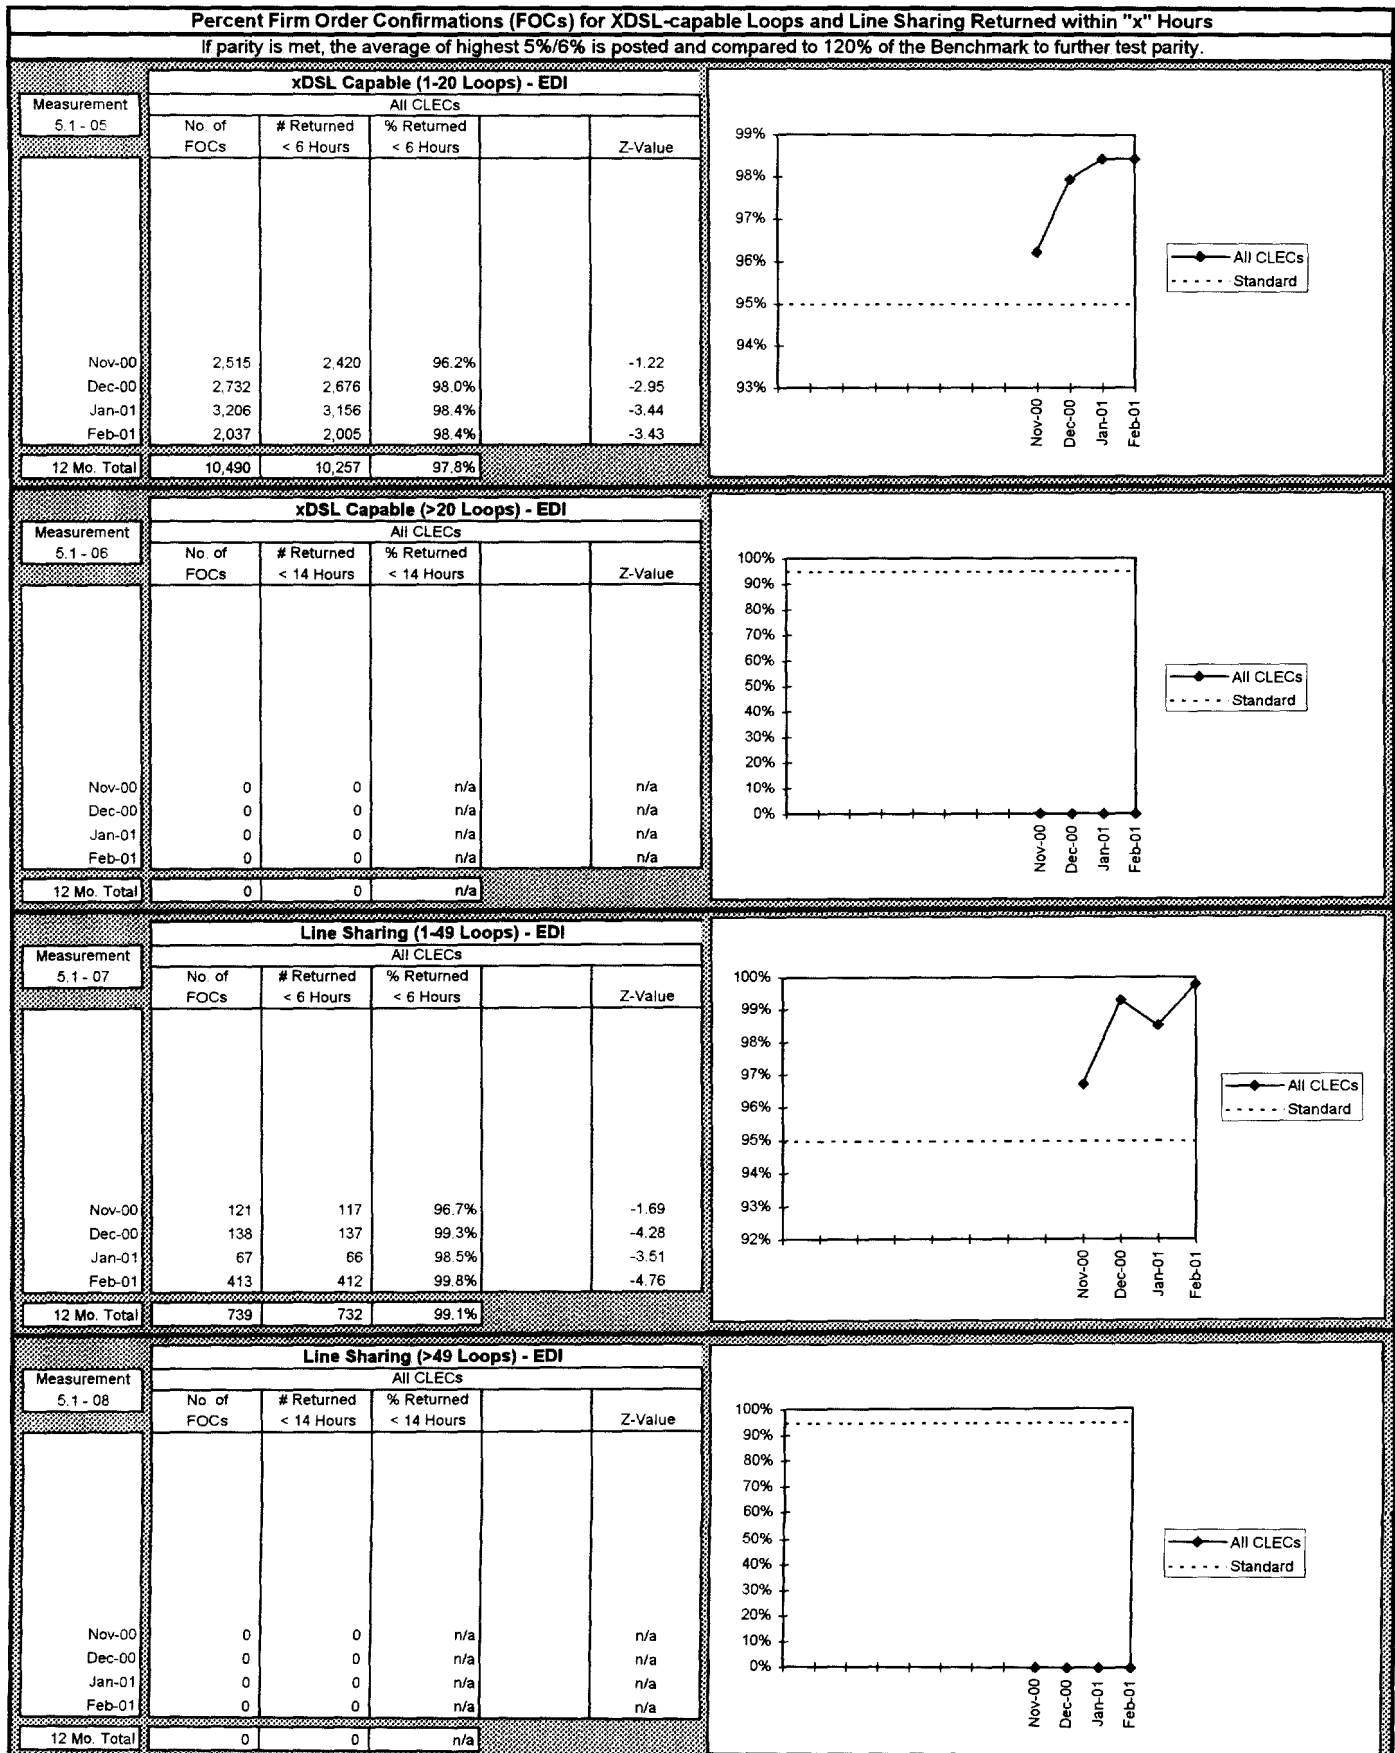 Percent Firm Order Confirmations (FOCs) for XDSL-capable Loops and Line Sharing Returned within "x" Hours
If parity is met, the average of highest 5%/6% is posted and compared to 120% of the Benchmark to further test parity.
xDSL Capable (1-20 Loops) - EDI
Measurement
5.1 - 05
All CLECs
No. of FOCs # Returned < 6 Hours % Returned < 6 Hours Z-Value
Nov-00 2,515 2,420 96.2% -1.22
Dec-00 2,732 2,676 98.0% -2.95
Jan-01 3,206 3,156 98.4% -3.44
Feb-01 2,037 2,005 98.4% -3.43
12 Mo. Total 10,490 10,257 97.8%
99%
98%
97%
96%
95%
94%
93%
Nov-00 Dec-00 Jan-01 Feb-01
All CLECs
Standard
xDSL Capable (>20 Loops) - EDI
Measurement
5.1 - 06
All CLECs
No. of FOCs # Returned < 14 Hours % Returned < 14 Hours Z-Value
Nov-00 0 0 n/a n/a
Dec-00 0 0 n/a n/a
Jan-01 0 0 n/a n/a
Feb-01 0 0 n/a n/a
12 Mo. Total 0 0 n/a
100%
90%
80%
70%
60%
50%
40%
30%
20%
10%
0%
Nov-00 Dec-00 Jan-01 Feb-01
All CLECs
Standard
Line Sharing (1-49 Loops) - EDI
Measurement
5.1 - 07
All CLECs
No. of FOCs # Returned < 6 Hours % Returned < 6 Hours Z-Value
Nov-00 121 117 96.7% -1.69
Dec-00 138 137 99.3% -4.28
Jan-01 67 66 98.5% -3.51
Feb-01 413 412 99.8% -4.76
12 Mo. Total 739 732 99.1%
100%
99%
98%
97%
96%
95%
94%
93%
92%
Nov-00 Dec-00 Jan-01 Feb-01
All CLECs
Standard
Line Sharing (>49 Loops) - EDI
Measurement
5.1 - 08
All CLECs
No. of FOCs # Returned < 14 Hours % Returned < 14 Hours Z-Value
Nov-00 0 0 n/a n/a
Dec-00 0 0 n/a n/a
Jan-01 0 0 n/a n/a
Feb-01 0 0 n/a n/a
12 Mo. Total 0 0 n/a
100%
90%
80%
70%
60%
50%
40%
30%
20%
10%
0%
Nov-00 Dec-00 Jan-01 Feb-01
All CLECs
Standard